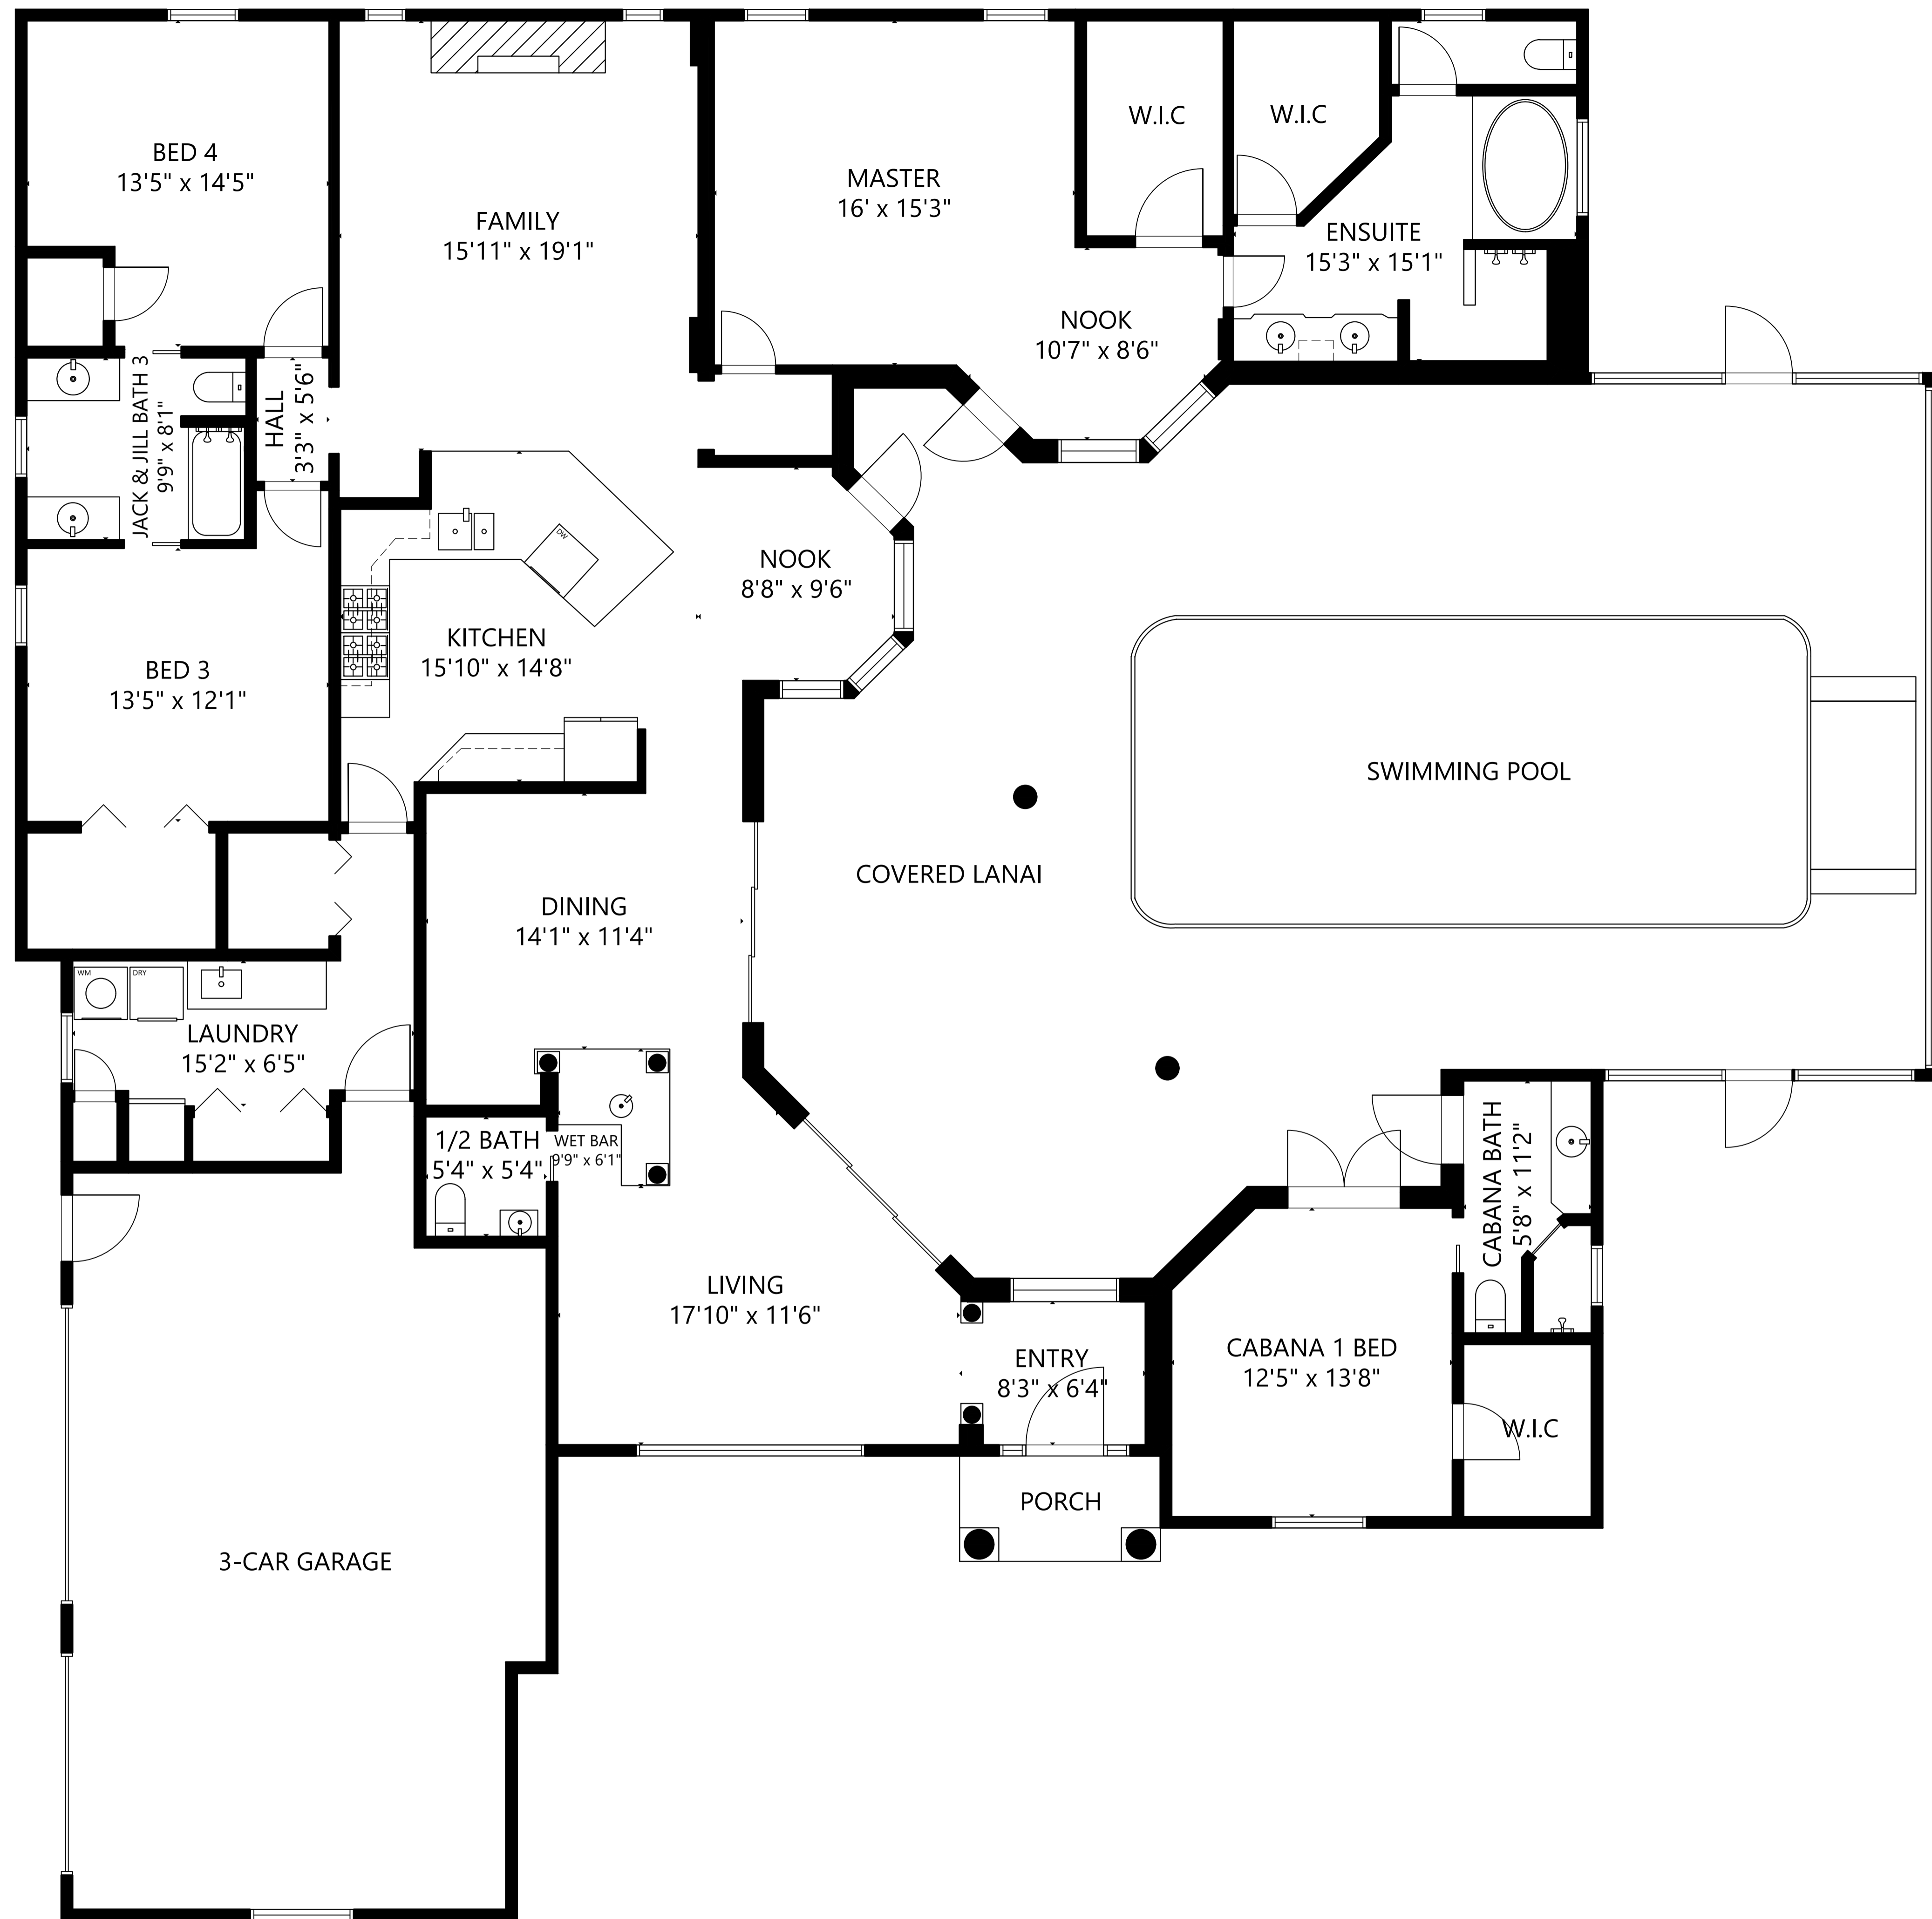 BED 4
13'5" x 14'5"
FAMILY
15'11" x 19'1"
MASTER
16' x 15'3"
W.I.C
W.I.C
ENSUITE
15'3" x 15'1"
NOOK
10'7" x 8'6"
JACK & JILL BATH 3
9'9" x 8'1"
HALL
3'3" x 5'6"
DW
NOOK
8'8" x 9'6"
KITCHEN
15'10" x 14'8"
BED 3
13'5" x 12'1"
SWIMMING POOL
COVERED LANAI
DINING
14'1" x 11'4"
WM
DRY
LAUNDRY
15'2" x 6'5"
1/2 BATH
5'4" x 5'4"
WET BAR
9'9" x 6'1"
CABANA BATH
5'8" x 11'2"
LIVING
17'10" x 11'6"
ENTRY
8'3" x 6'4"
CABANA 1 BED
12'5" x 13'8"
W.I.C
PORCH
3-CAR GARAGE